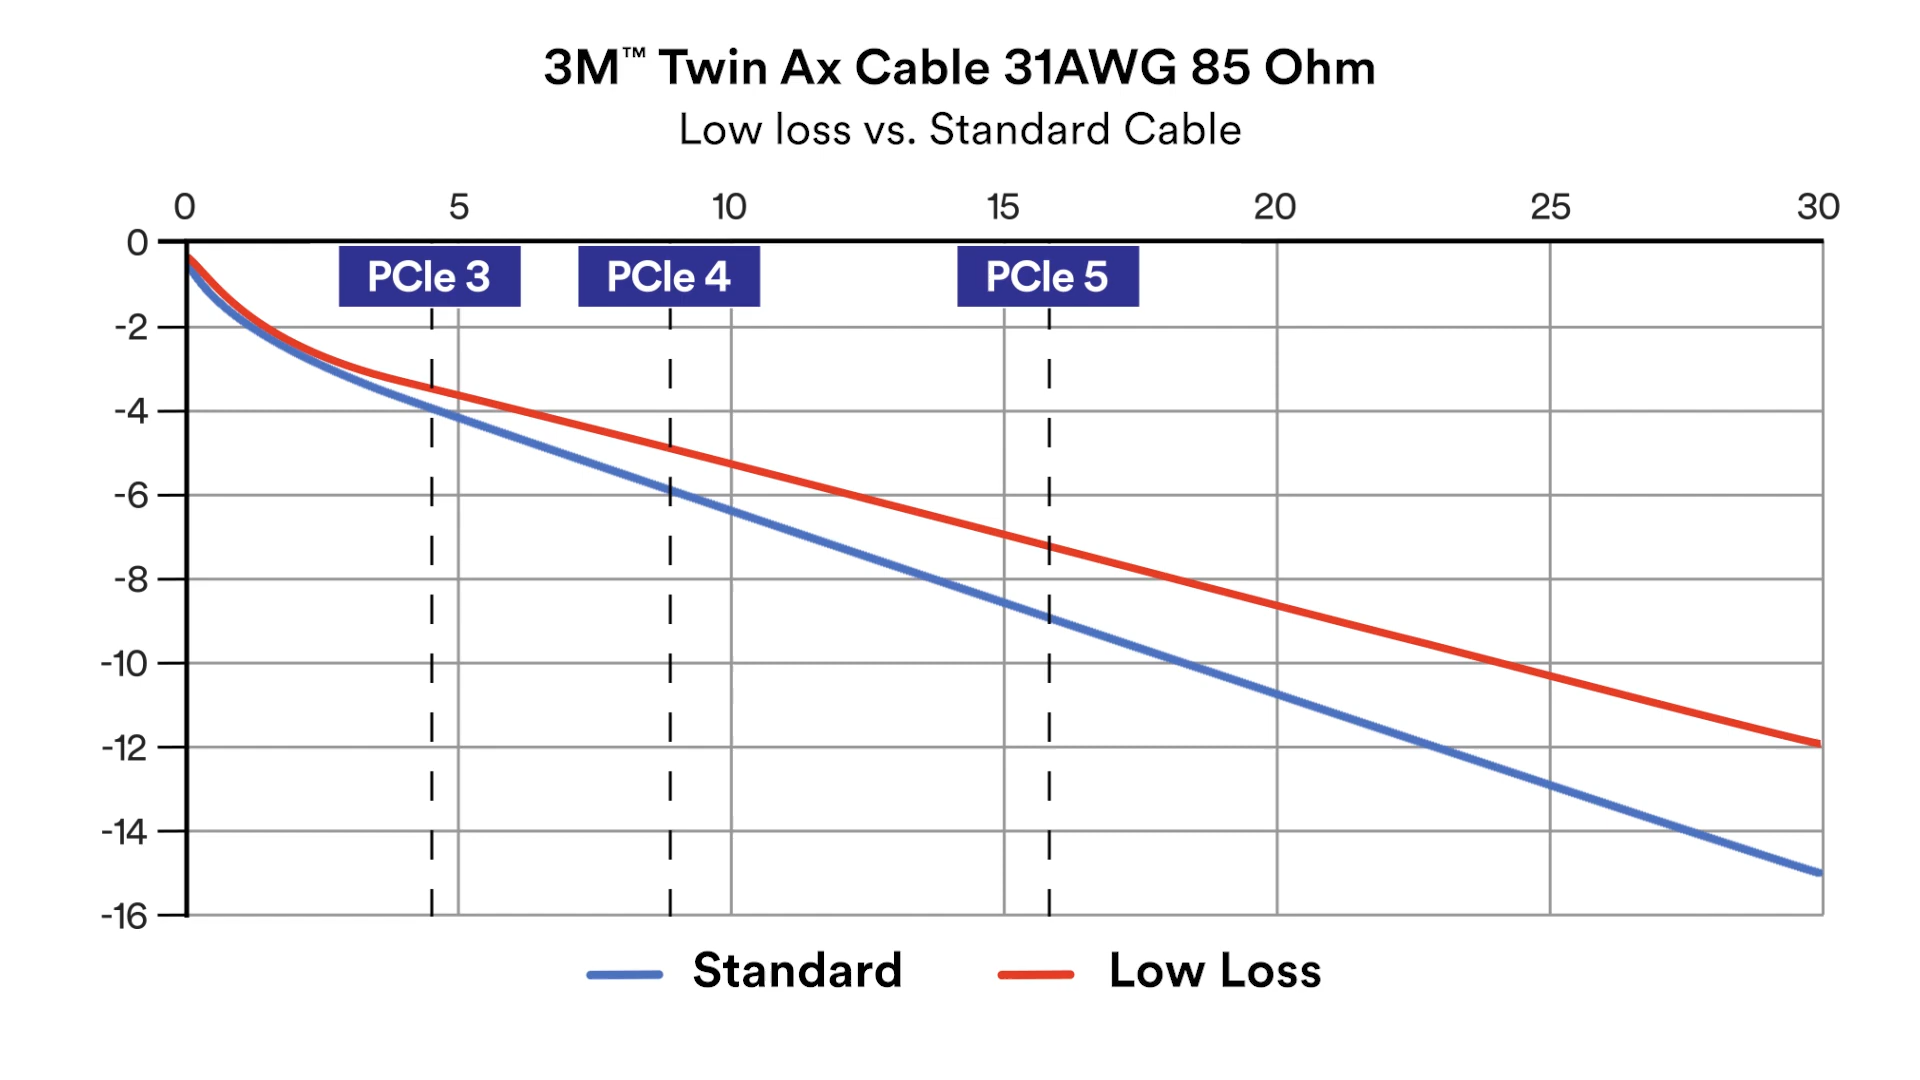 3M™ Twin Ax Cable 31AWG 85 Ohm
Low loss vs. Standard Cable
0 5 10 15 20 25 30
0
PCIe 3 PCIe 4 PCIe 5
-2
-4
-6
-8
-10
-12
-14
-16
Standard Low Loss